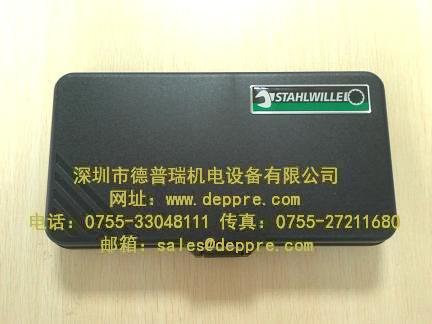 STAHLWILLE
深圳市德普瑞机电设备有限公司
网址：www.deppre.com
电话：0755-33048111 传真：0755-27211680
邮箱：sales@deppre.com